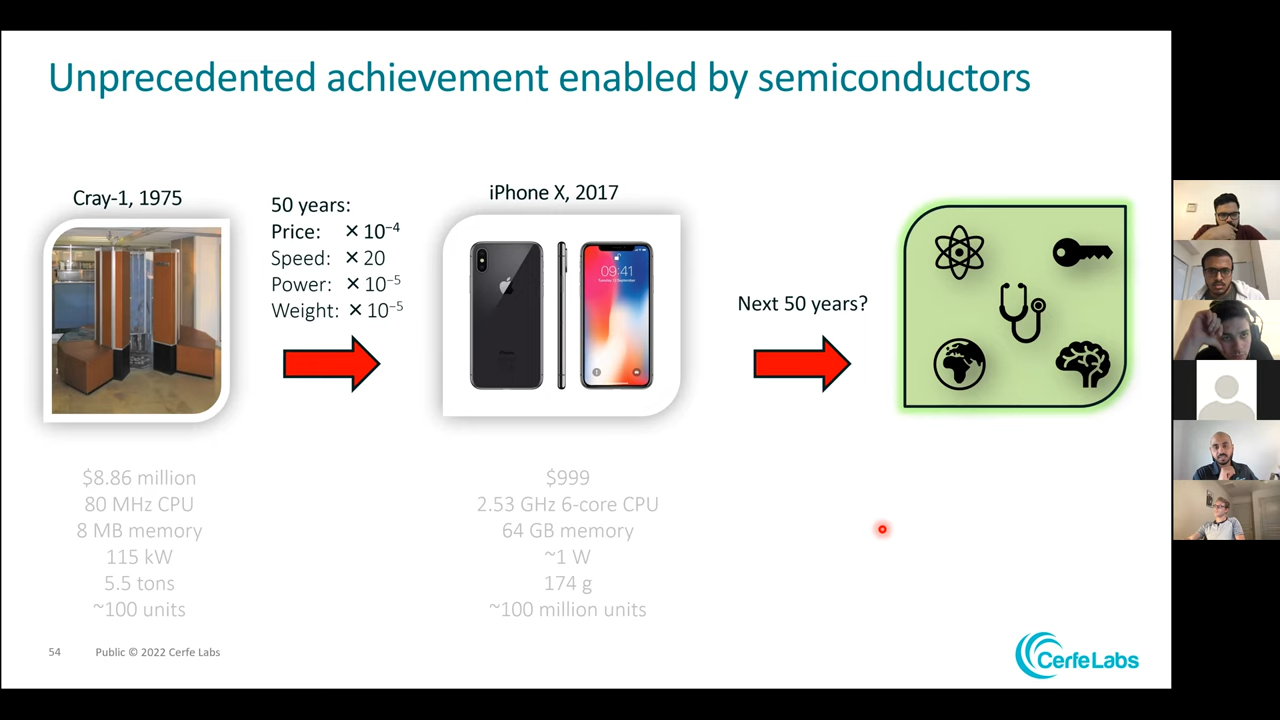 Unprecedented achievement enabled by semiconductors
Cray-1, 1975
50 years:
Price: × 10⁻⁴
Speed: × 20
Power: × 10⁻⁵
Weight: × 10⁻⁵
iPhone X, 2017
09:41
Next 50 years?
$8.86 million
80 MHz CPU
8 MB memory
115 kW
5.5 tons
~100 units
$999
2.53 GHz 6-core CPU
64 GB memory
~1 W
174 g
~100 million units
54
Public © 2022 Cerfe Labs
CerfeLabs